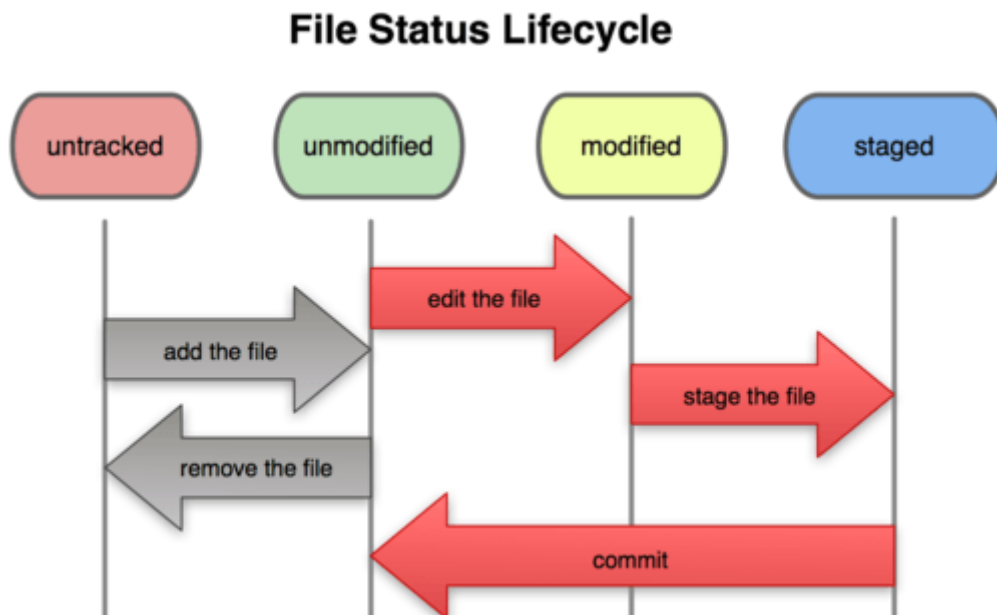 File Status Lifecycle
untracked
unmodified
modified
staged
edit the file
add the file
stage the file
remove the file
commit